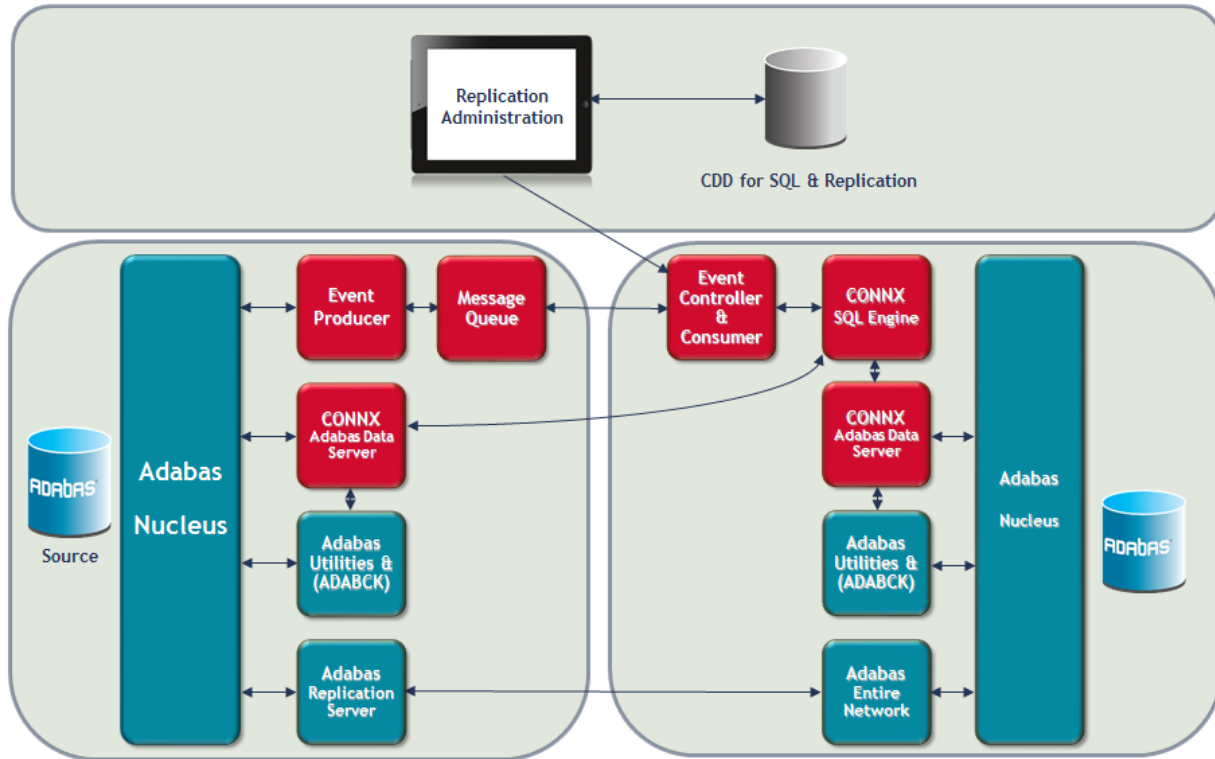 Replication
Administration
CDD for SQL & Replication
Event
Producer
Message
Queue
Event
Controller
&
Consumer
CONNX
SQL Engine
CONNX
Adabas Data
Server
CONNX
Adabas Data
Server
ADABAS
Source
Adabas
Nucleus
Adabas
Nucleus
ADABAS
Adabas
Utilities &
(ADABCK)
Adabas
Utilities &
(ADABCK)
Adabas
Replication
Server
Adabas
Entire
Network